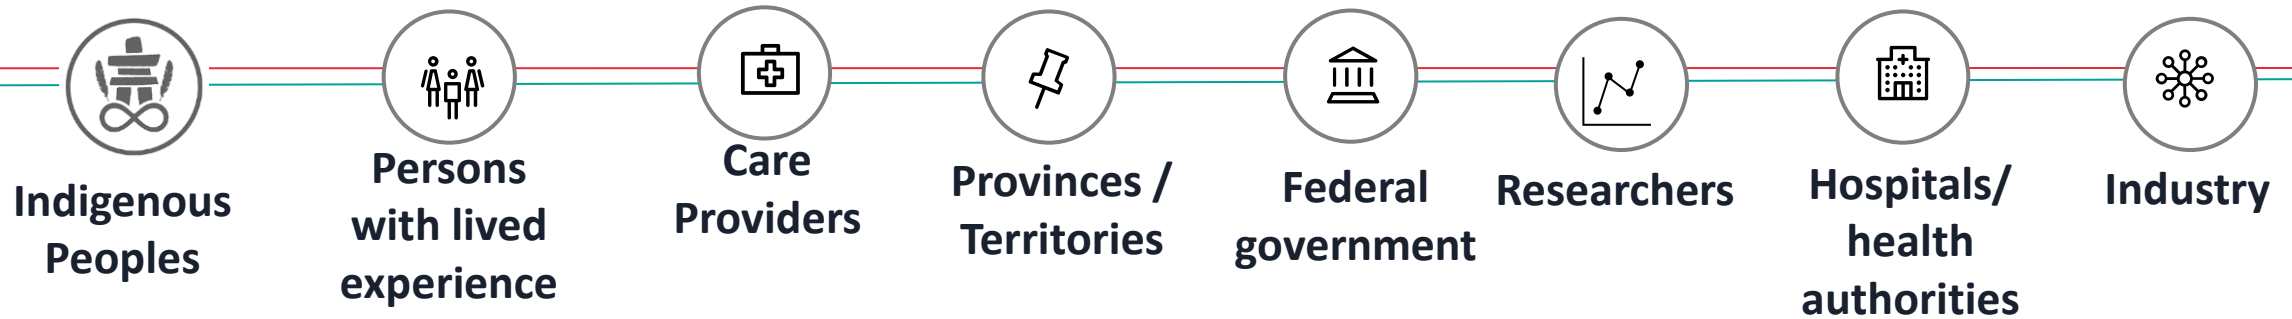 Indigenous
Peoples
Persons
with lived
experience
Care
Providers
Provinces /
Territories
Federal
government
Researchers
Hospitals/
health
authorities
Industry